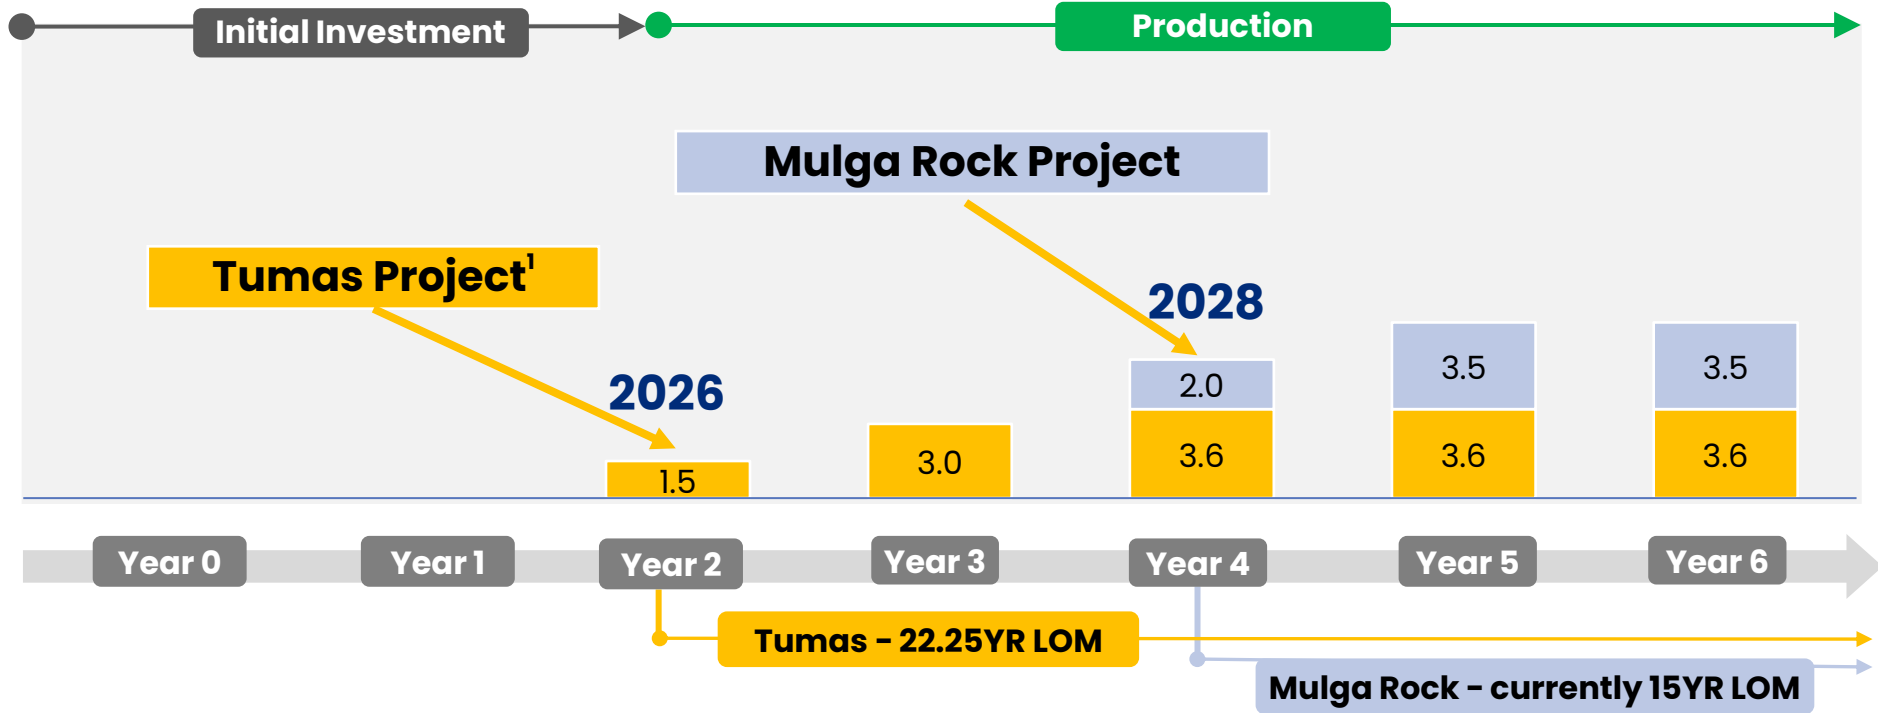 Initial Investment
Production
Mulga Rock Project
Tumas Project¹
2028
2026
3.5
3.5
2.0
3.6
3.6
3.6
3.0
1.5
Year 0
Year 1
Year 2
Year 3
Year 4
Year 5
Year 6
Tumas – 22.25YR LOM
Mulga Rock – currently 15YR LOM